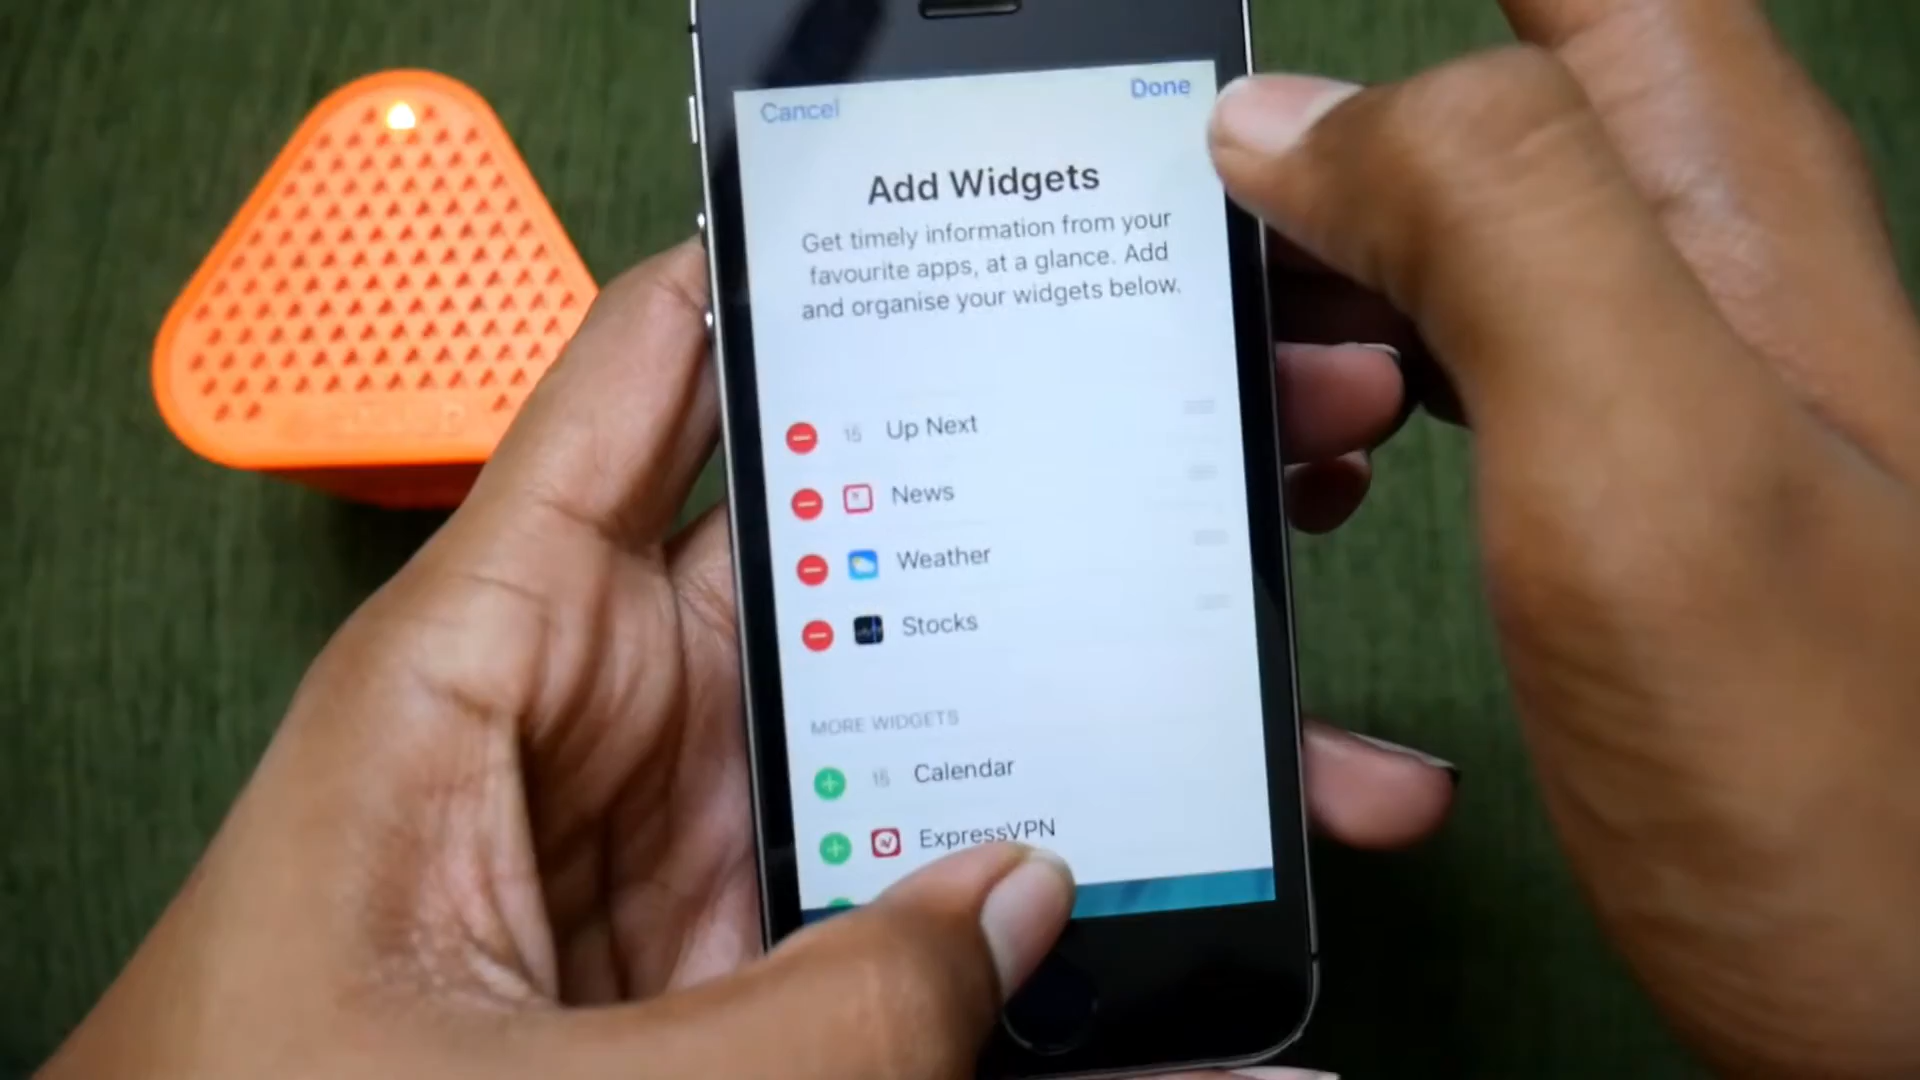 Cancel
Done
Add Widgets
Get timely information from your
favourite apps, at a glance. Add
and organise your widgets below.
15 Up Next
News
Weather
Stocks
MORE WIDGETS
15 Calendar
ExpressVPN